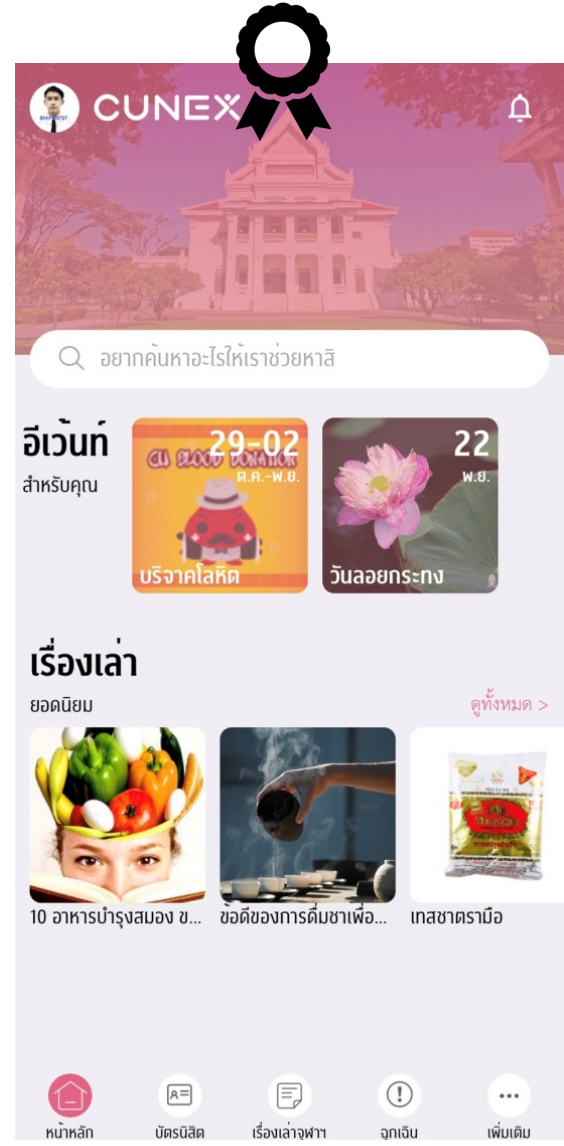 CUNEX
อยากค้นหาอะไรให้เราช่วยหาสิ
อีเว้นท์
สำหรับคุณ
CU BLOOD DONATION
29-02
ต.ค.-พ.ย.
บริจาคโลหิต
22
พ.ย.
วันลอยกระทง
เรื่องเล่า
ยอดนิยม
ดูทั้งหมด >
10 อาหารบำรุงสมอง ข...
ข้อดีของการดื่มชาเพื่อ...
เทสชาตรามือ
หน้าหลัก
บัตรนิสิต
เรื่องเล่าจุฬาฯ
ฉุกเฉิน
เพิ่มเติม